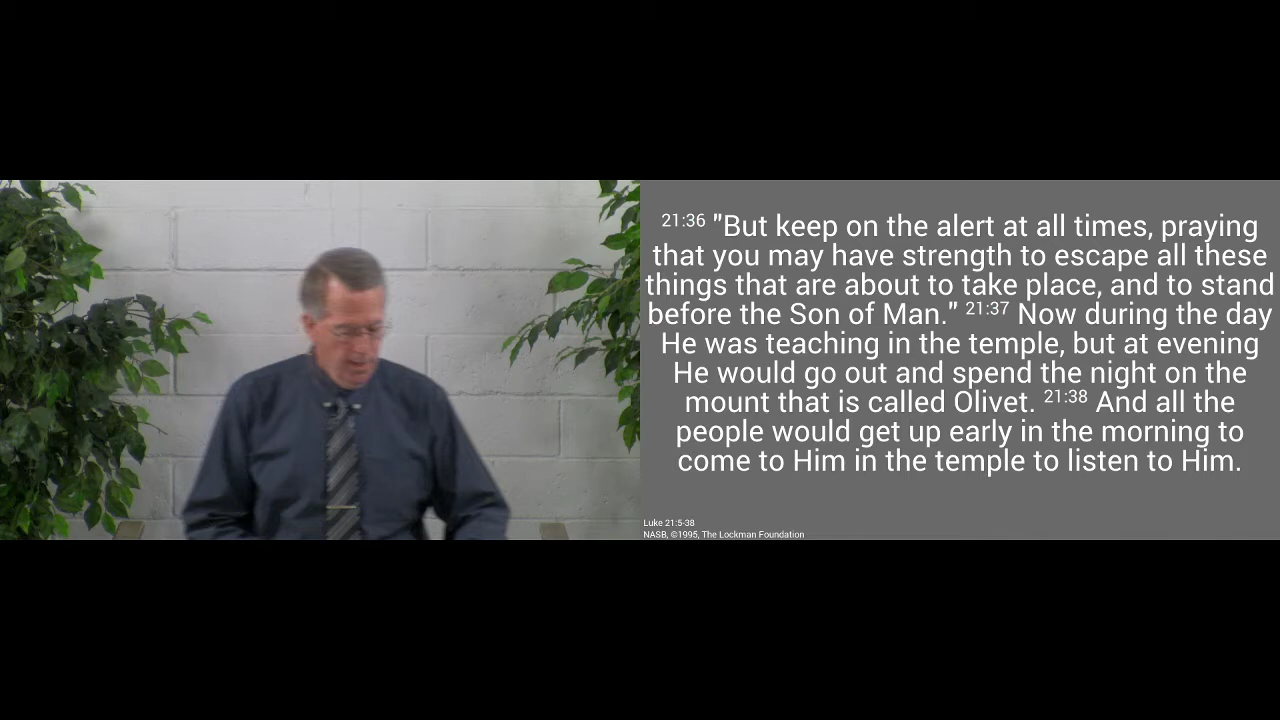 21:36 "But keep on the alert at all times, praying
that you may have strength to escape all these
things that are about to take place, and to stand
before the Son of Man." 21:37 Now during the day
He was teaching in the temple, but at evening
He would go out and spend the night on the
mount that is called Olivet. 21:38 And all the
people would get up early in the morning to
come to Him in the temple to listen to Him.
Luke 21:5-38
NASB, ©1995, The Lockman Foundation